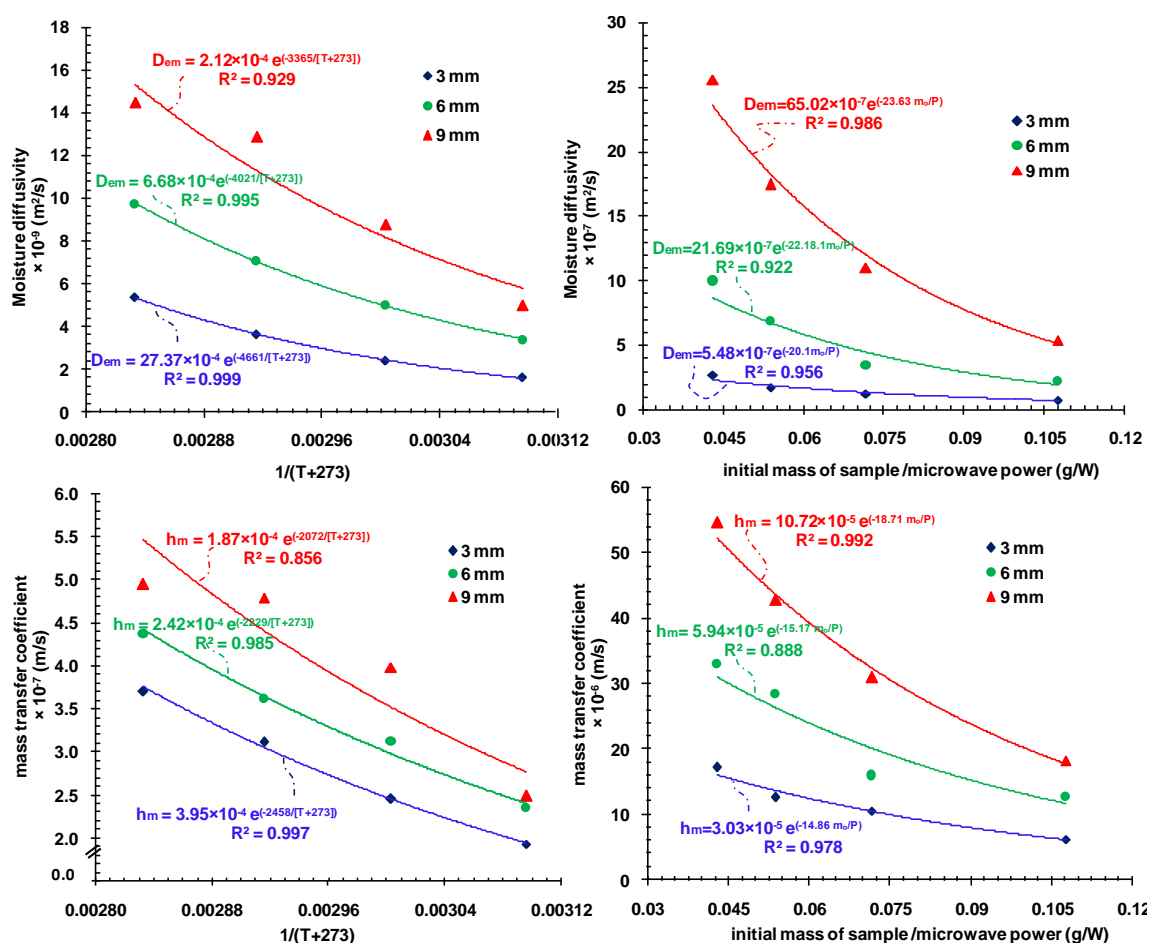 Moisture diffusivity
× 10⁻⁹ (m²/s)
18
16
14
12
10
8
6
4
2
0
Dem = 2.12×10⁻⁴ e(-3365/[T+273])
R² = 0.929
Dem = 6.68×10⁻⁴e(-4021/[T+273])
R² = 0.995
Dem = 27.37×10⁻⁴ e(-4661/[T+273])
R² = 0.999
3 mm
6 mm
9 mm
0.00280
0.00288
0.00296
0.00304
0.00312
1/(T+273)
Moisture diffusivity
× 10⁻⁷ (m²/s)
30
25
20
15
10
5
0
Dem=65.02×10⁻⁷e(-23.63 mₒ/P)
R² = 0.986
Dem=21.69×10⁻⁷e(-22.18.1mₒ/P)
R² = 0.922
Dem=5.48×10⁻⁷e(-20.1mₒ/P)
R² = 0.956
3 mm
6 mm
9 mm
0.03
0.045
0.06
0.075
0.09
0.105
0.12
initial mass of sample/microwave power (g/W)
mass transfer coefficient
× 10⁻⁷ (m/s)
6.0
5.5
5.0
4.5
4.0
3.5
3.0
2.5
2.0
0.0
hm = 1.87×10⁻⁴ e(-2072/[T+273])
R² = 0.856
hm = 2.42×10⁻⁴ e(-2229/[T+273])
R² = 0.985
hm = 3.95×10⁻⁴ e(-2458/[T+273])
R² = 0.997
3 mm
6 mm
9 mm
0.00280
0.00288
0.00296
0.00304
0.00312
1/(T+273)
mass transfer coefficient
× 10⁻⁶ (m/s)
60
50
40
30
20
10
0
hm = 10.72×10⁻⁵ e(-18.71 mₒ/P)
R² = 0.992
hm= 5.94×10⁻⁵ e(-15.17 mₒ/P)
R² = 0.888
hm=3.03×10⁻⁵ e(-14.86 mₒ/P)
R² = 0.978
3 mm
6 mm
9 mm
0.03
0.045
0.06
0.075
0.09
0.105
0.12
initial mass of sample/microwave power (g/W)